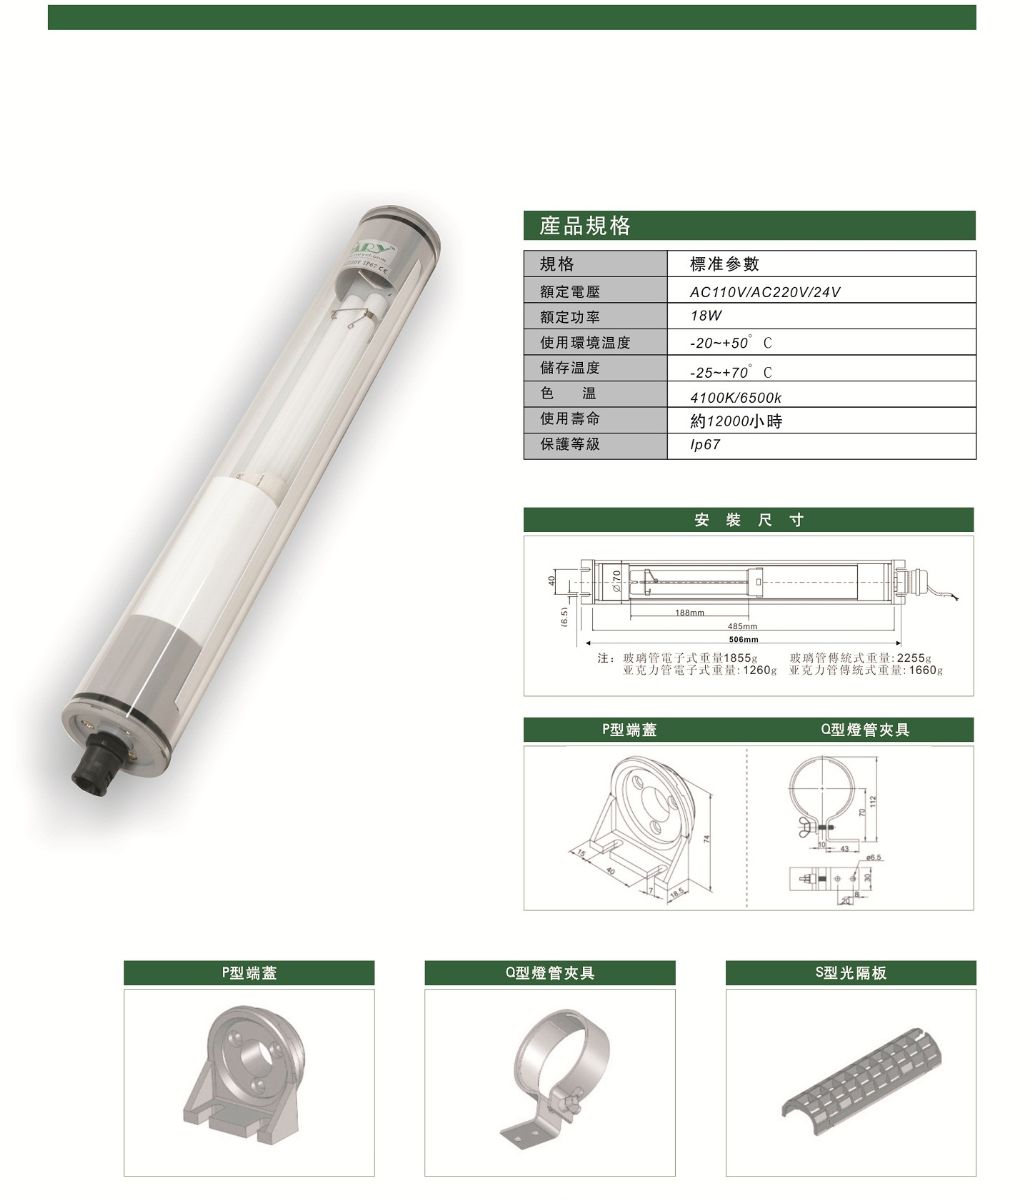 産品規格
規格 標准參數
額定電壓 AC110V/AC220V/24V
額定功率 18W
使用環境温度 -20~+50°C
儲存温度 -25~+70°C
色 温 4100K/6500k
使用壽命 約12000小時
保護等級 Ip67
安裝尺寸
40
(6.5)
Ø70
188mm
485mm
506mm
注：玻璃管電子式重量1855g 玻璃管傳統式重量:2255g
亚克力管電子式重量:1260g 亚克力管傳統式重量:1660g
P型端蓋 Q型燈管夾具
15
40
7
18.5
74
112
70
10
43
ø6.5
30
8
20
P型端蓋 Q型燈管夾具 S型光隔板
IP67 CE